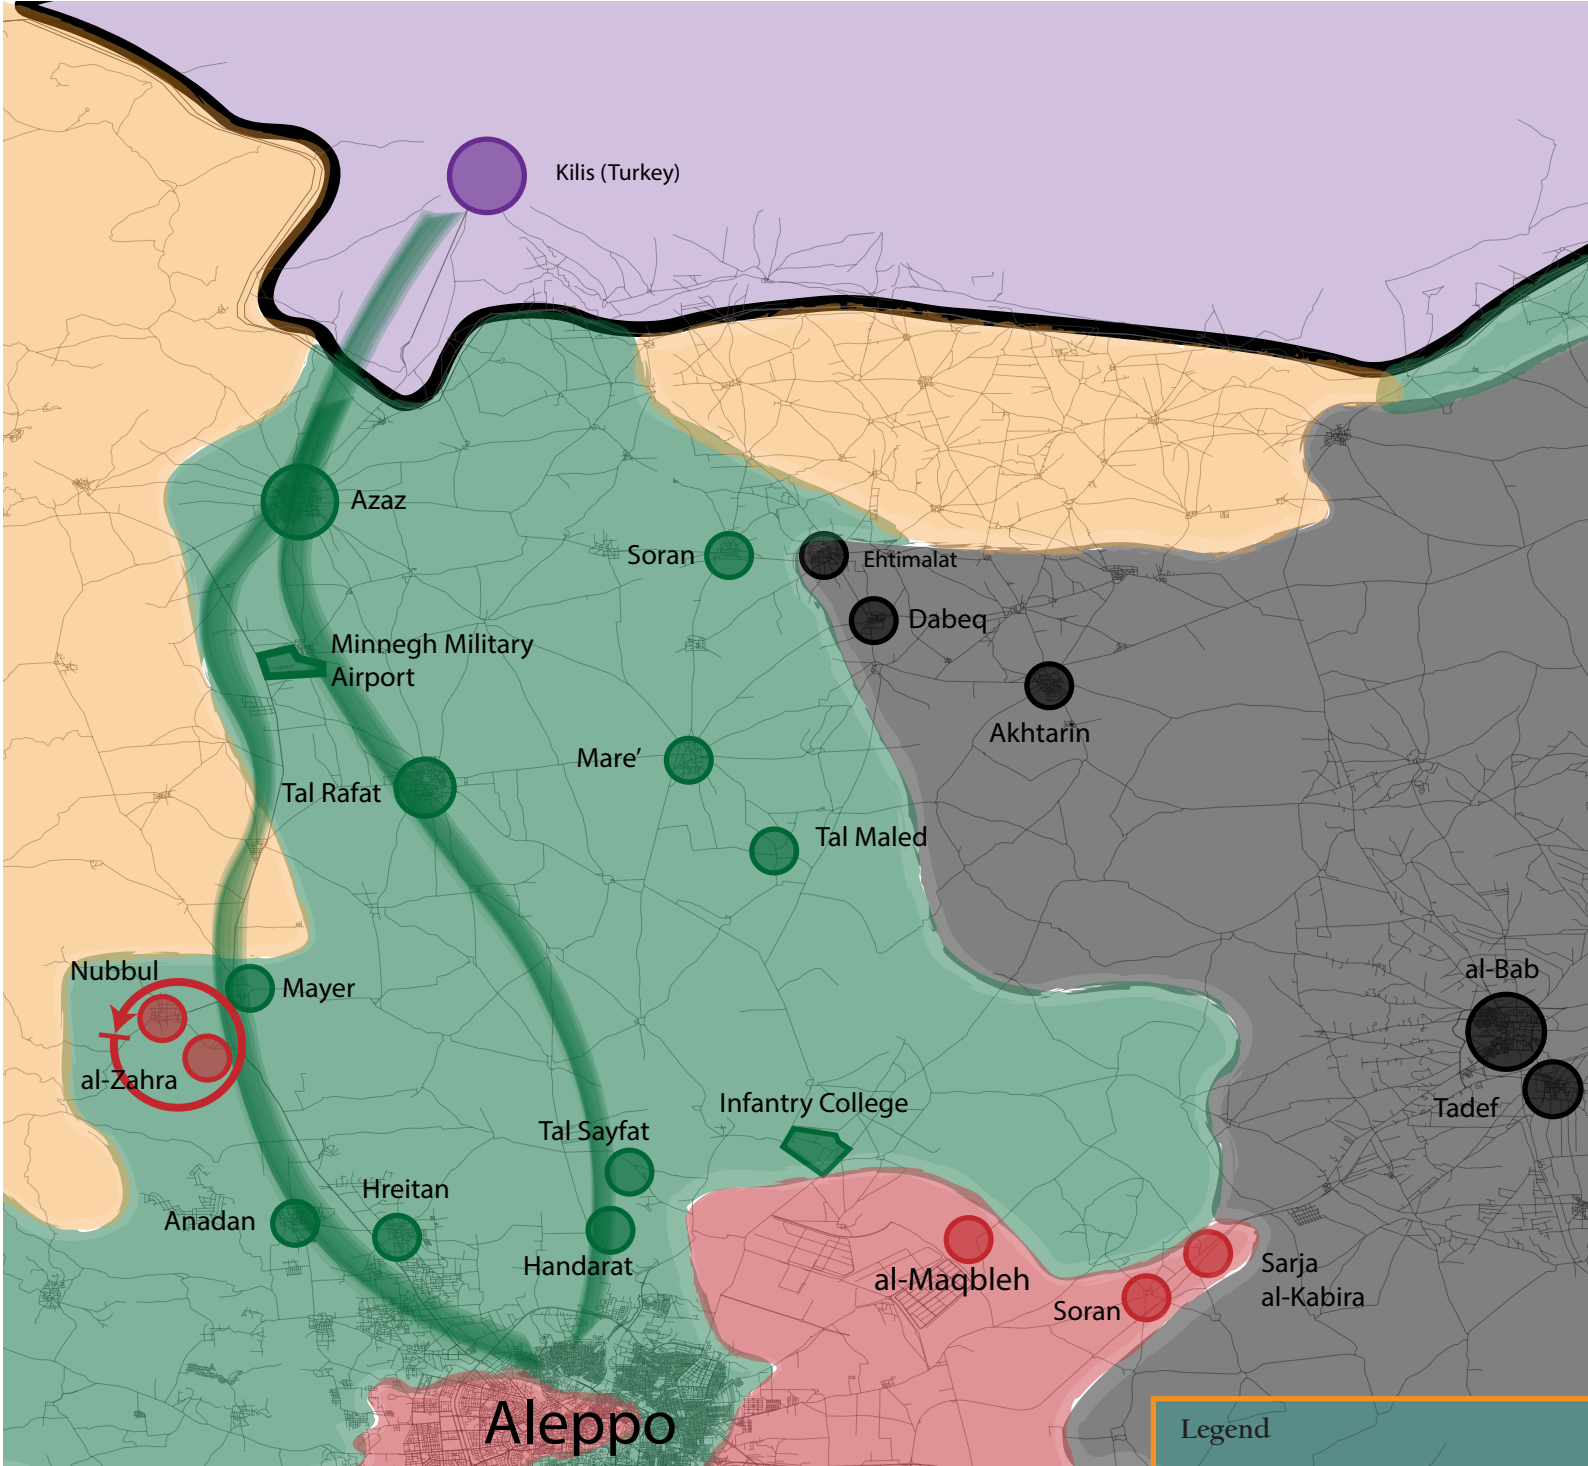 Kilis (Turkey)
Azaz
Soran
Ehtimalat
Dabeq
Minnegh Military
Airport
Akhtarin
Mare’
Tal Rafat
Tal Maled
Nubbul
Mayer
al-Bab
al-Zahra
Tadef
Infantry College
Tal Sayfat
Hreitan
Anadan
Handarat
al-Maqbleh
Sarja
al-Kabira
Soran
Aleppo
Legend